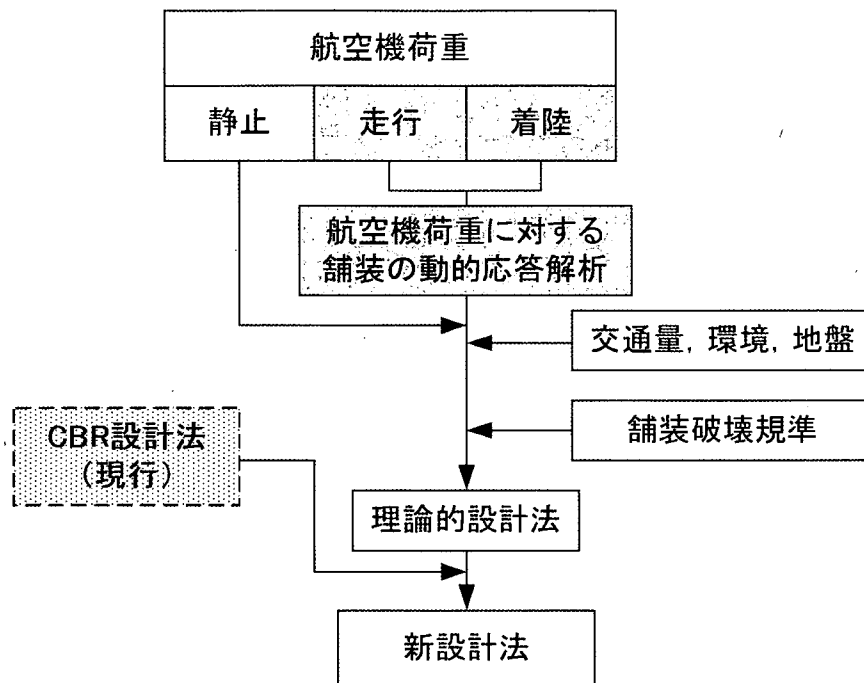 航空機荷重
静止
走行
着陸
航空機荷重に対する
舗装の動的応答解析
交通量, 環境, 地盤
舗装破壊規準
CBR設計法
(現行)
理論的設計法
新設計法